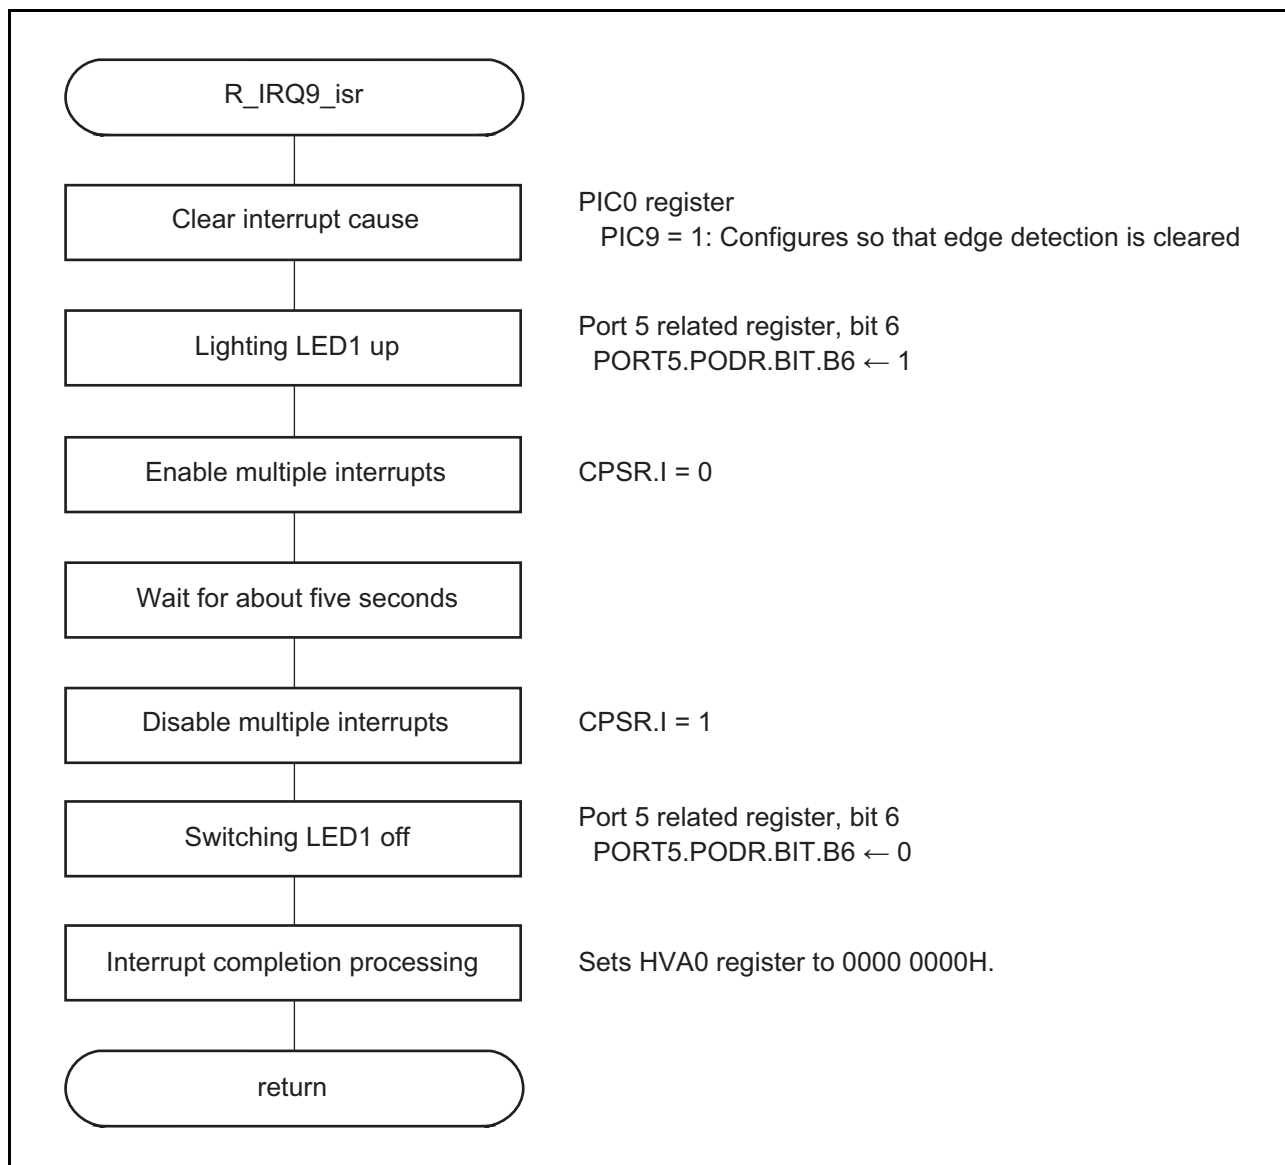 R_IRQ9_isr
Clear interrupt cause
PIC0 register
PIC9 = 1: Configures so that edge detection is cleared
Lighting LED1 up
Port 5 related register, bit 6
PORT5.PODR.BIT.B6 ← 1
Enable multiple interrupts
CPSR.I = 0
Wait for about five seconds
Disable multiple interrupts
CPSR.I = 1
Switching LED1 off
Port 5 related register, bit 6
PORT5.PODR.BIT.B6 ← 0
Interrupt completion processing
Sets HVA0 register to 0000 0000H.
return